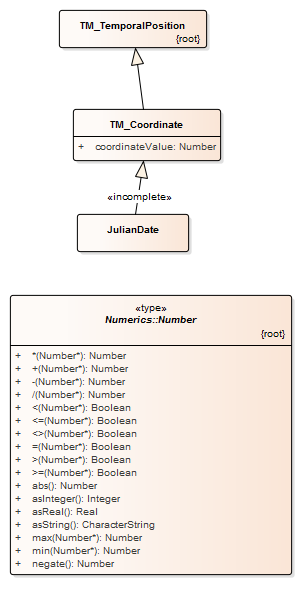 TM_TemporalPosition
{root}
TM_Coordinate
+ coordinateValue: Number
«incomplete»
JulianDate
«type»
Numerics::Number
{root}
+ *(Number*): Number
+ +(Number*): Number
+ -(Number*): Number
+ /(Number*): Number
+ <(Number*): Boolean
+ <=(Number*): Boolean
+ <>(Number*): Boolean
+ =(Number*): Boolean
+ >(Number*): Boolean
+ >=(Number*): Boolean
+ abs(): Number
+ asInteger(): Integer
+ asReal(): Real
+ asString(): CharacterString
+ max(Number*): Number
+ min(Number*): Number
+ negate(): Number